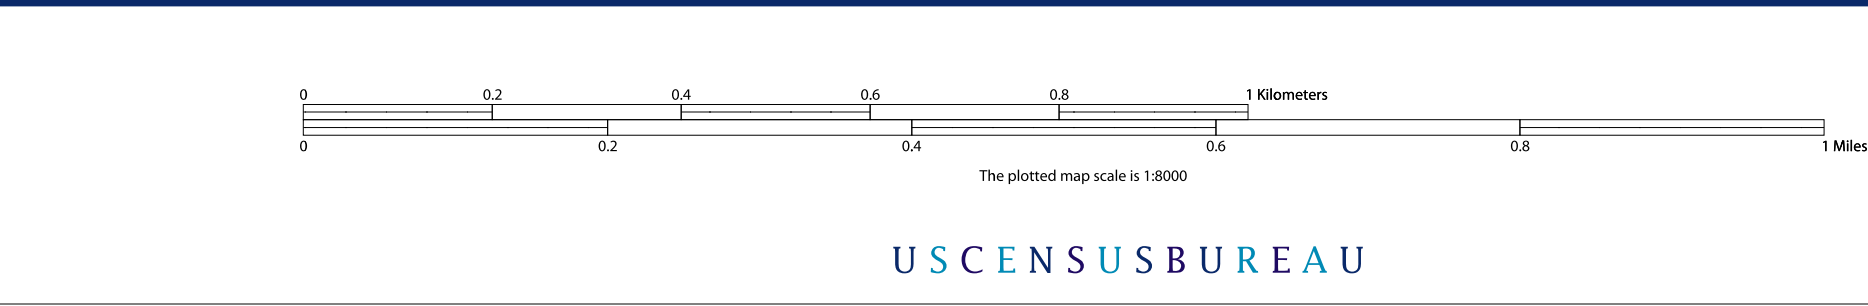 0 0.2 0.4 0.6 0.8 1 Kilometers
0 0.2 0.4 0.6 0.8 1 Miles
The plotted map scale is 1:8000
USCENSUSBUREAU